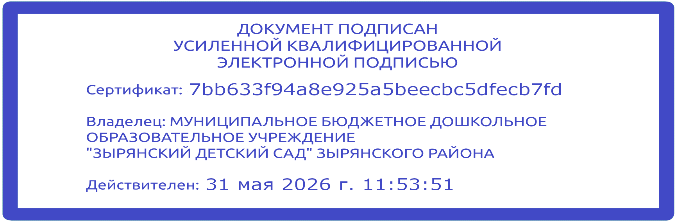 ДОКУМЕНТ ПОДПИСАН
УСИЛЕННОЙ КВАЛИФИЦИРОВАННОЙ
ЭЛЕКТРОННОЙ ПОДПИСЬЮ
Сертификат: 7bb633f94a8e925a5beecbc5dfecb7fd
Владелец: МУНИЦИПАЛЬНОЕ БЮДЖЕТНОЕ ДОШКОЛЬНОЕ
ОБРАЗОВАТЕЛЬНОЕ УЧРЕЖДЕНИЕ
"ЗЫРЯНСКИЙ ДЕТСКИЙ САД" ЗЫРЯНСКОГО РАЙОНА
Действителен: 31 мая 2026 г. 11:53:51